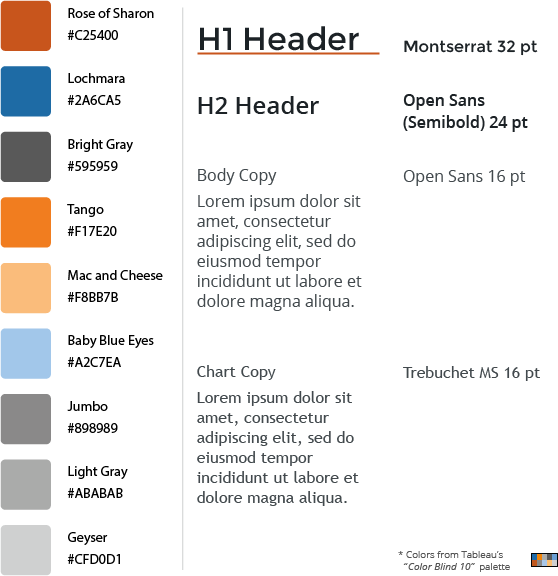 Rose of Sharon
#C25400
Lochmara
#2A6CA5
Bright Gray
#595959
Tango
#F17E20
Mac and Cheese
#F8BB7B
Baby Blue Eyes
#A2C7EA
Jumbo
#898989
Light Gray
#ABABAB
Geyser
#CFD0D1
H1 Header
Montserrat 32 pt
H2 Header
Open Sans
(Semibold) 24 pt
Body Copy
Open Sans 16 pt
Lorem ipsum dolor sit
amet, consectetur
adipiscing elit, sed do
eiusmod tempor
incididunt ut labore et
dolore magna aliqua.
Chart Copy
Trebuchet MS 16 pt
Lorem ipsum dolor sit
amet, consectetur
adipiscing elit, sed do
eiusmod tempor
incididunt ut labore et
dolore magna aliqua.
* Colors from Tableau's
"Color Blind 10" palette